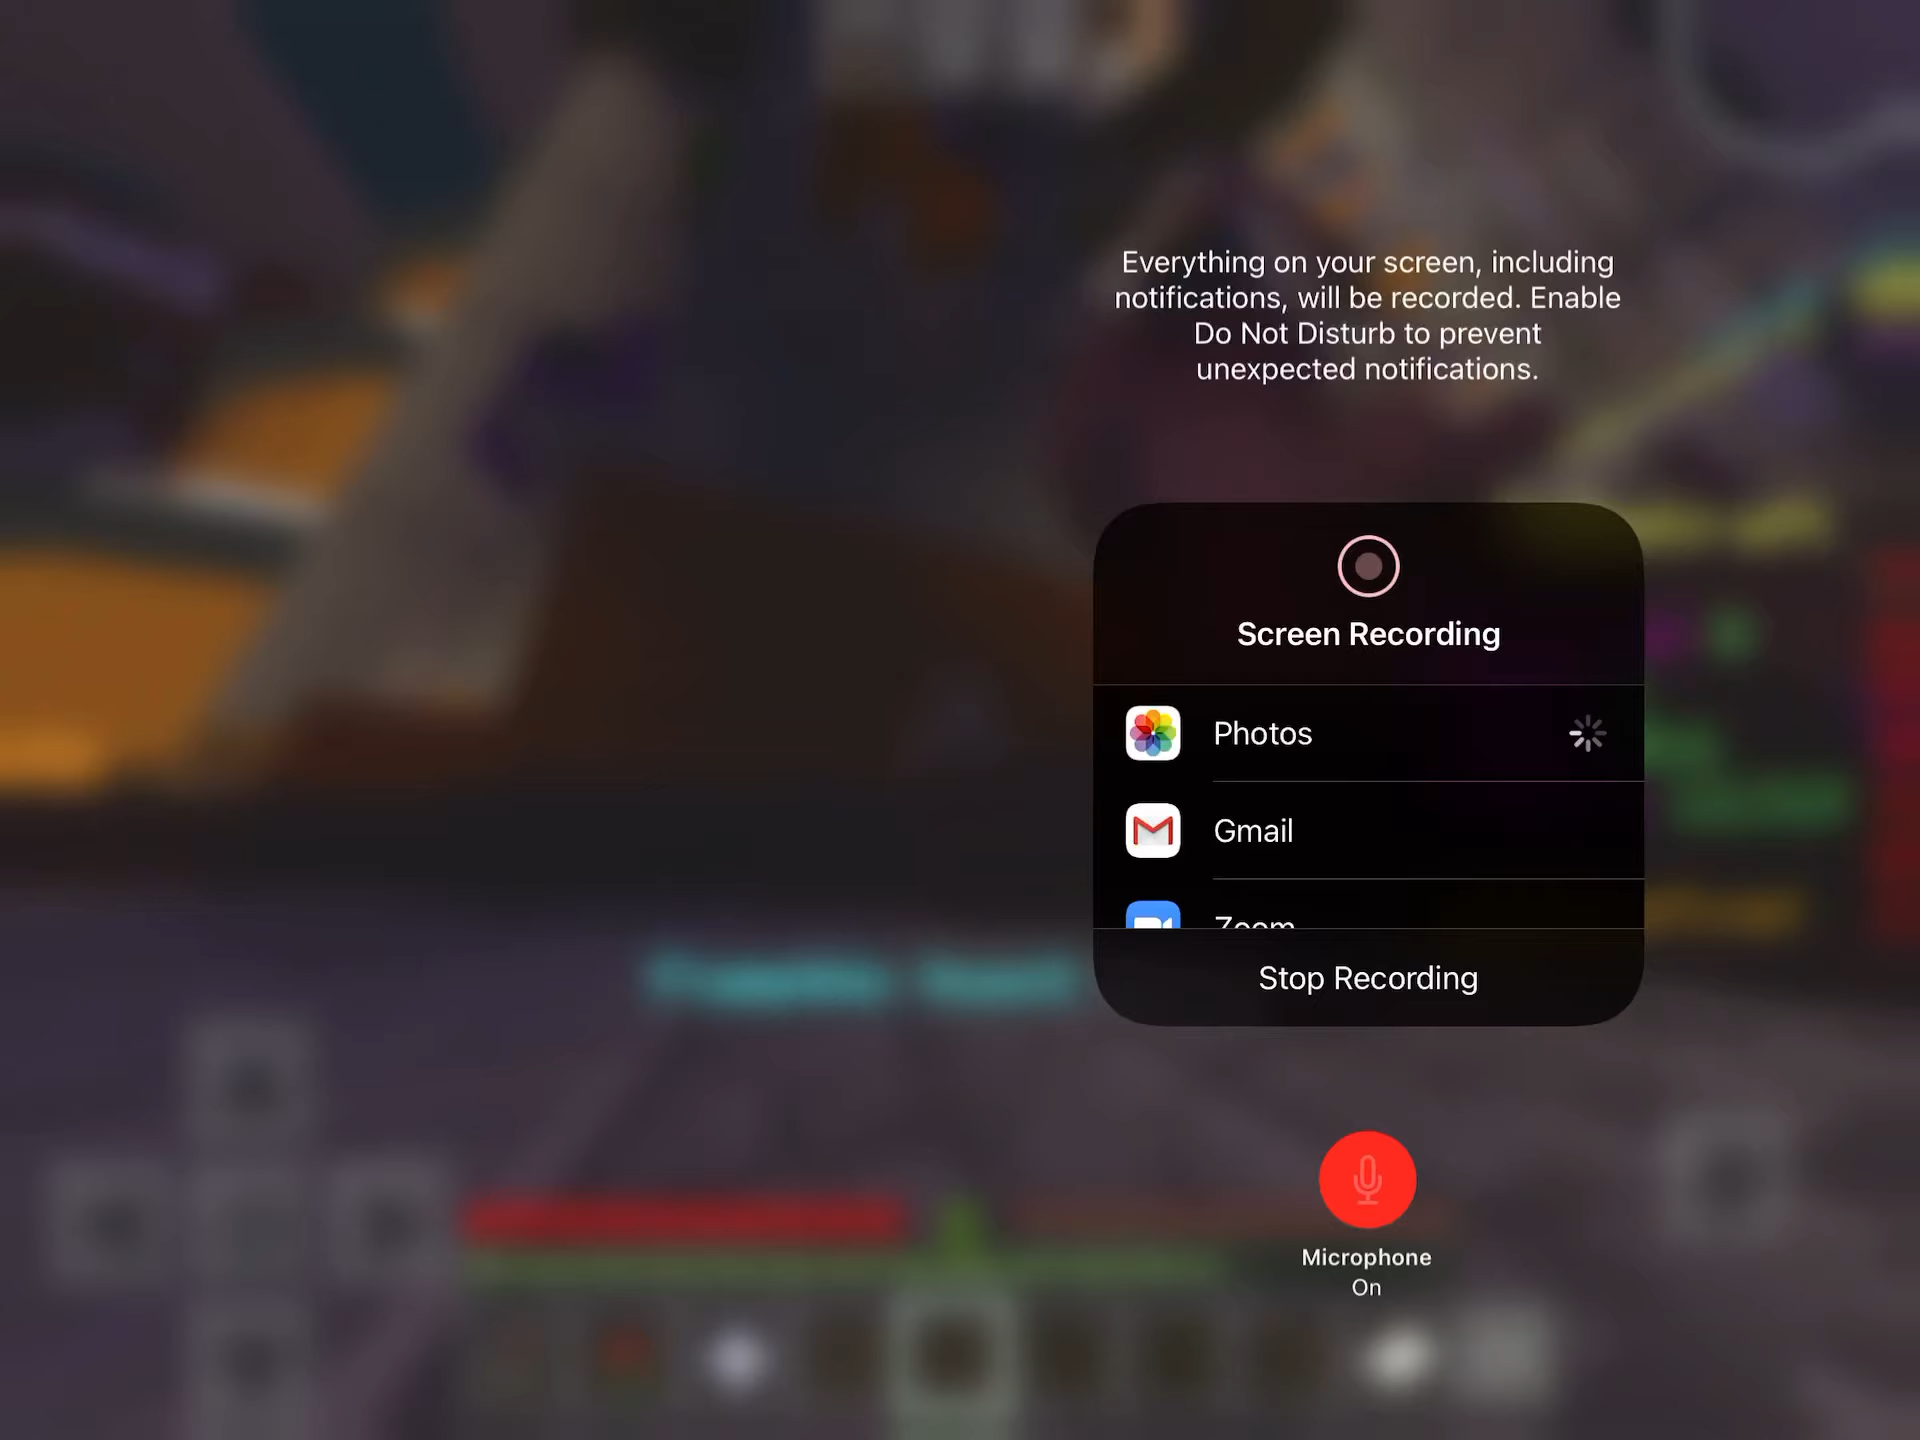 Everything on your screen, including
notifications, will be recorded. Enable
Do Not Disturb to prevent
unexpected notifications.
Screen Recording
Photos
Gmail
Zoom
Stop Recording
Microphone
On